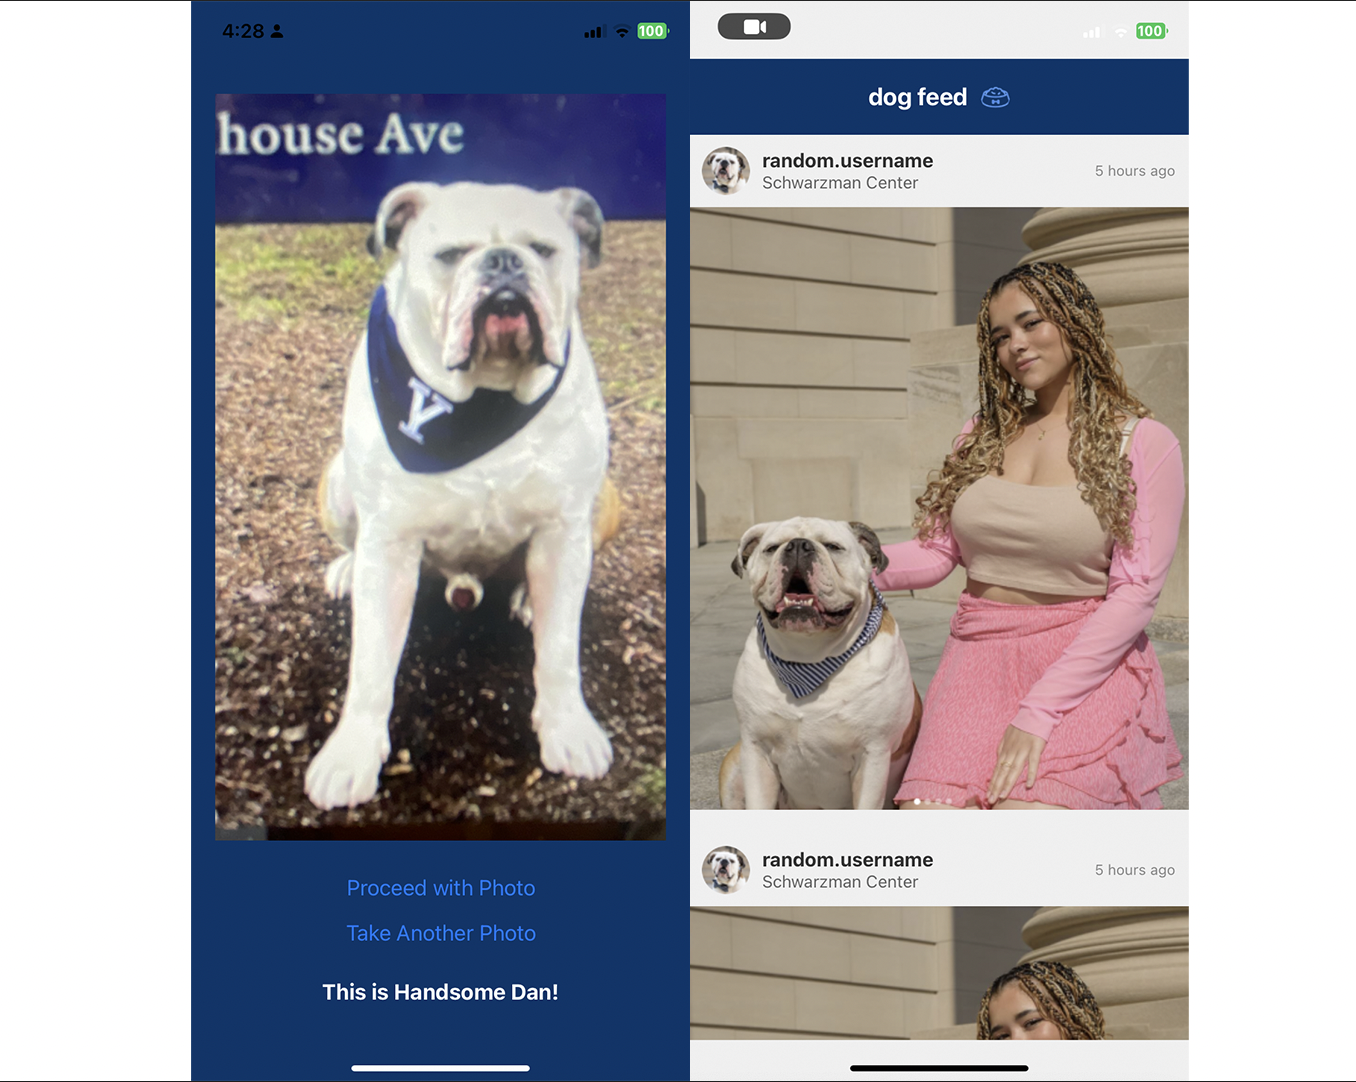 4:28
100
house Ave
Y
Proceed with Photo
Take Another Photo
This is Handsome Dan!
100
dog feed
random.username
Schwarzman Center
5 hours ago
random.username
Schwarzman Center
5 hours ago